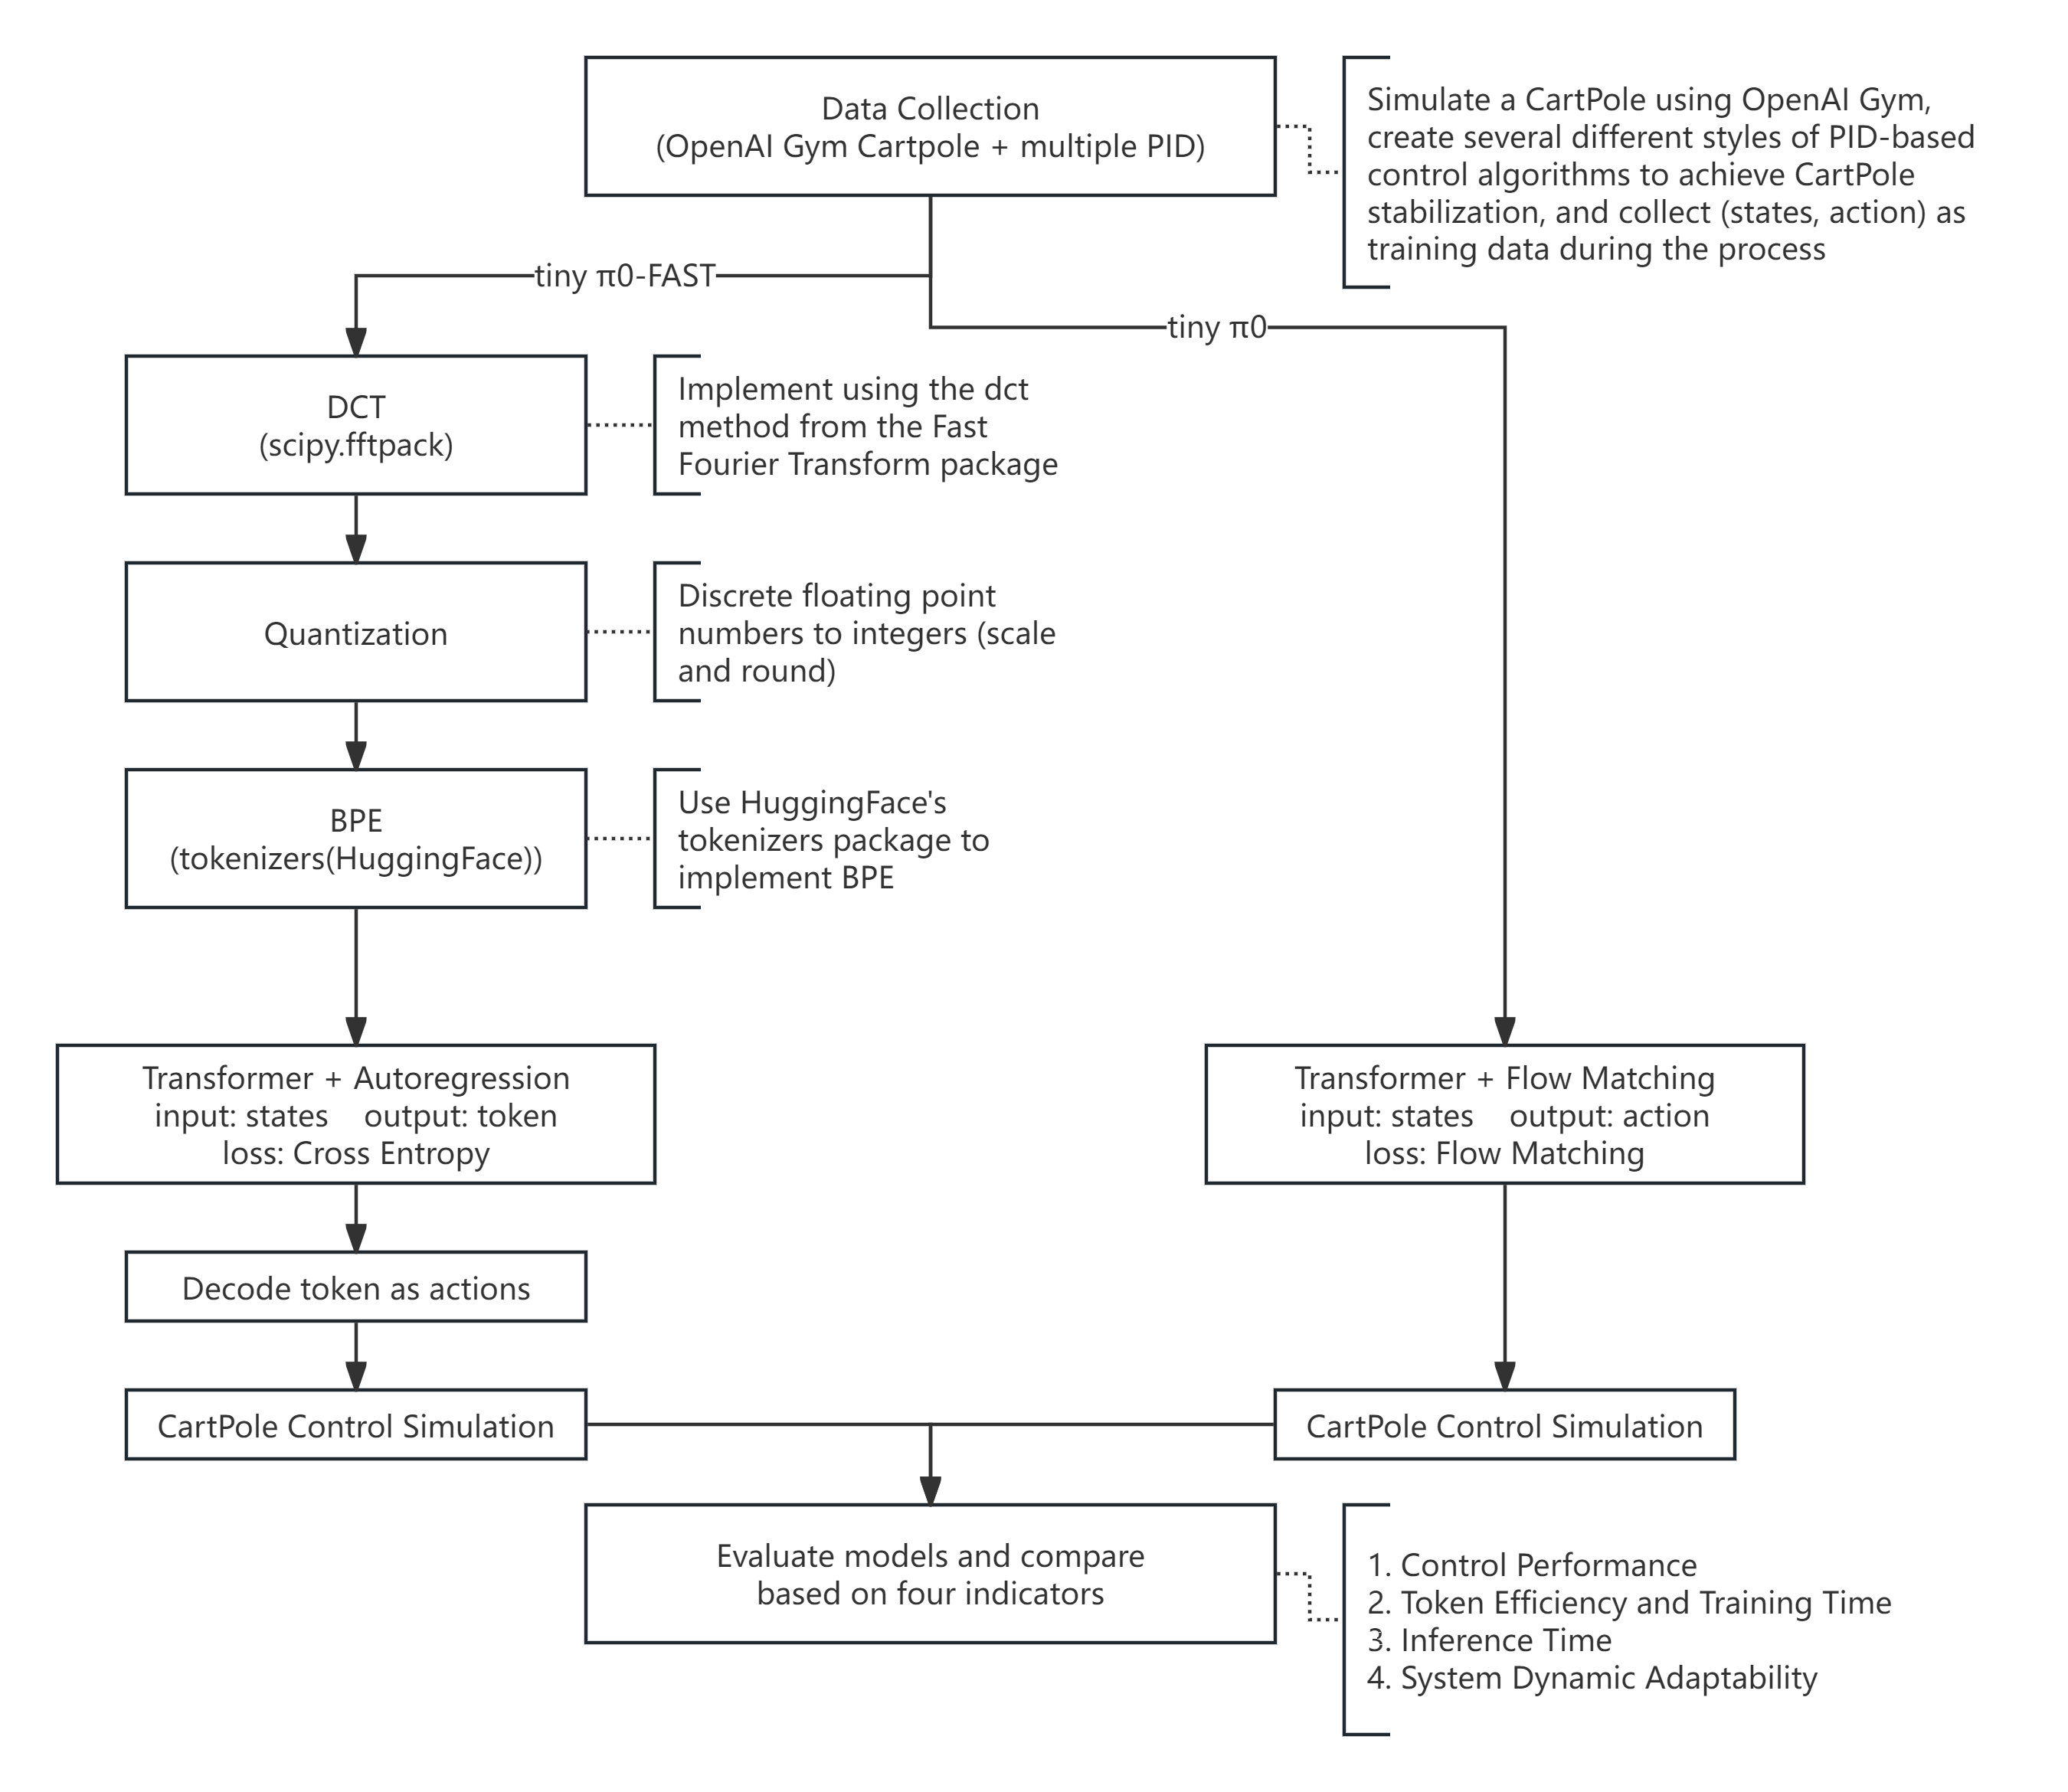 Data Collection
(OpenAI Gym Cartpole + multiple PID)
Simulate a CartPole using OpenAI Gym,
create several different styles of PID-based
control algorithms to achieve CartPole
stabilization, and collect (states, action) as
training data during the process
tiny π0-FAST
tiny π0
DCT
(scipy.fftpack)
Implement using the dct
method from the Fast
Fourier Transform package
Quantization
Discrete floating point
numbers to integers (scale
and round)
BPE
(tokenizers(HuggingFace))
Use HuggingFace's
tokenizers package to
implement BPE
Transformer + Autoregression
input: states    output: token
loss: Cross Entropy
Transformer + Flow Matching
input: states    output: action
loss: Flow Matching
Decode token as actions
CartPole Control Simulation
CartPole Control Simulation
Evaluate models and compare
based on four indicators
1. Control Performance
2. Token Efficiency and Training Time
3. Inference Time
4. System Dynamic Adaptability